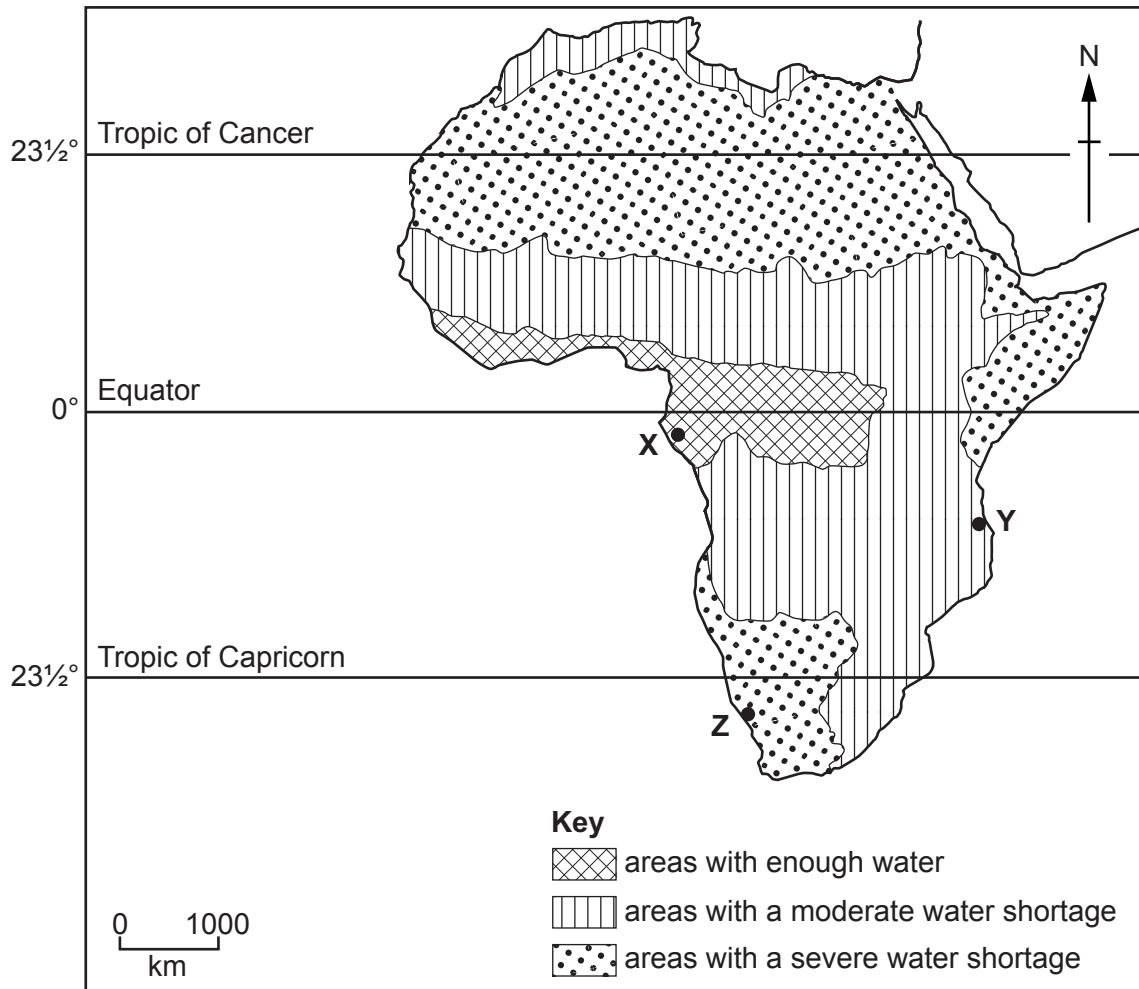 N
Tropic of Cancer
23½°
Equator
0°
X
Y
Tropic of Capricorn
23½°
Z
Key
areas with enough water
areas with a moderate water shortage
areas with a severe water shortage
0 1000
km